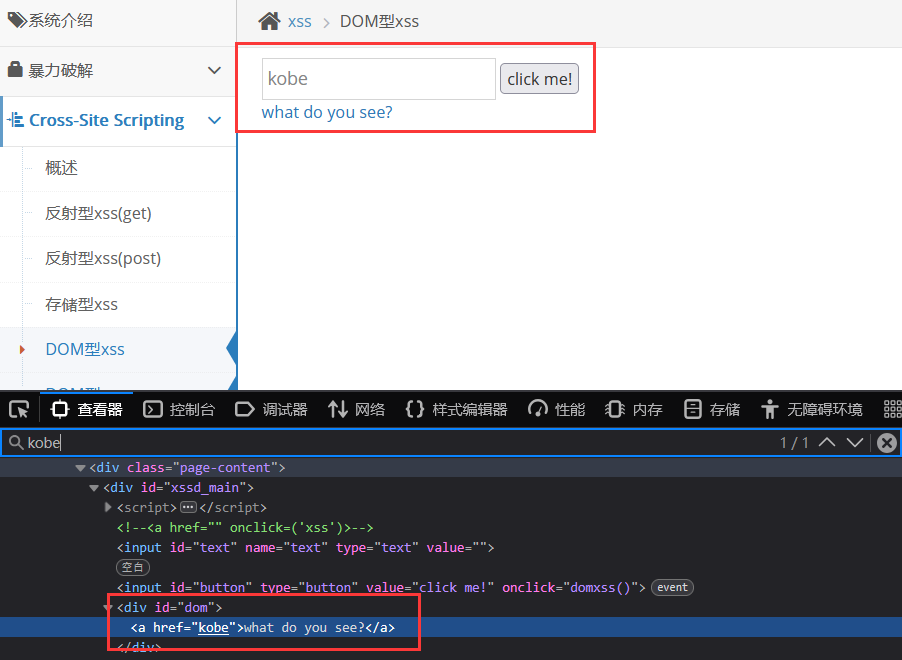 系统介绍
xss > DOM型xss
暴力破解
kobe click me!
what do you see?
Cross-Site Scripting
概述
反射型xss(get)
反射型xss(post)
存储型xss
DOM型xss
查看器 控制台 调试器 网络 样式编辑器 性能 内存 存储 无障碍环境
kobe 1 / 1
<div class="page-content">
<div id="xssd_main">
<script>···</script>
<!--<a href="" onclick=('xss')>-->
<input id="text" name="text" type="text" value="">
空白
<input id="button" type="button" value="click me!" onclick="domxss()"> event
<div id="dom">
<a href="kobe">what do you see?</a>
</div>